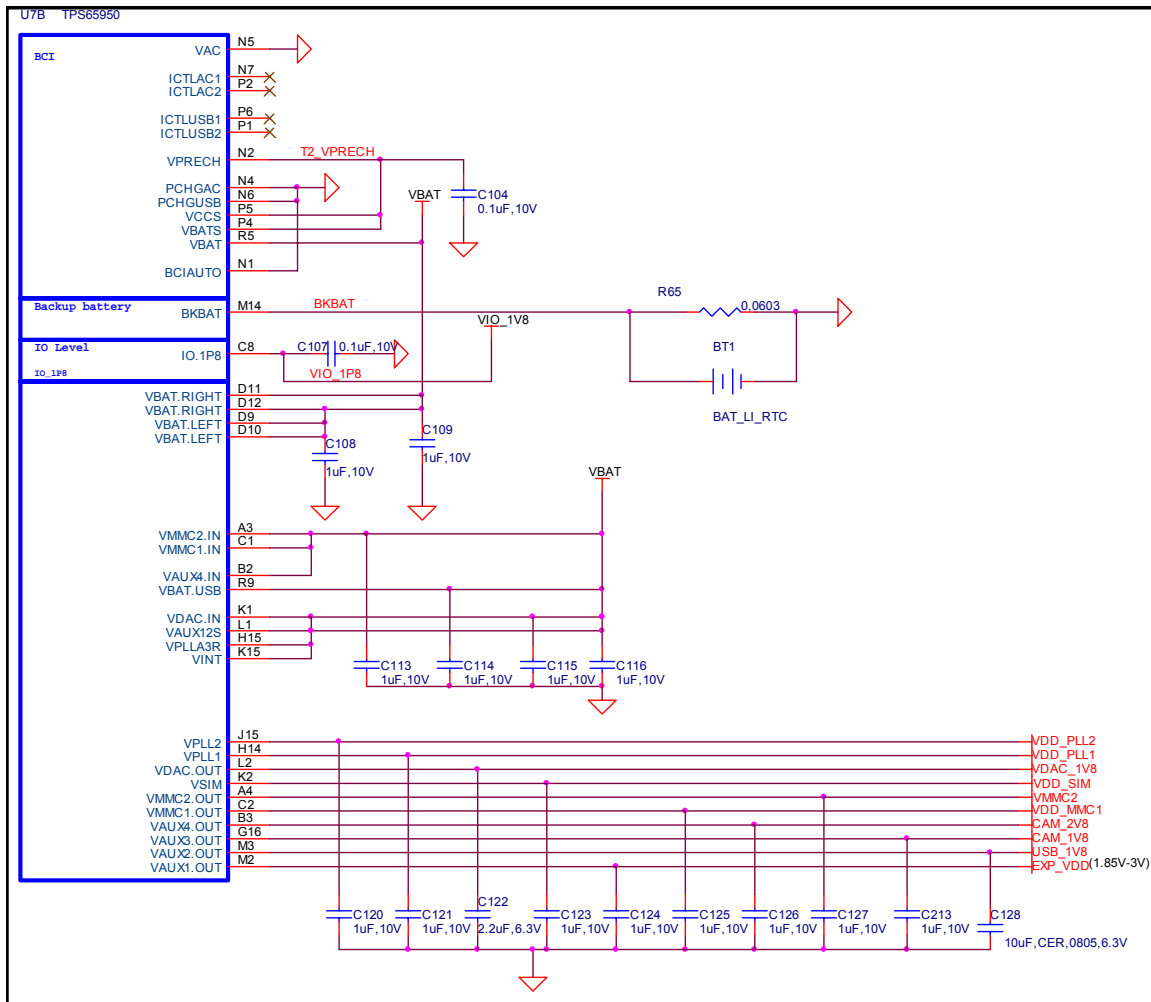 U7B TPS65950
BCI
VAC N5
ICTLAC1 N7
ICTLAC2 P2
ICTLUSB1 P6
ICTLUSB2 P1
VPRECH N2 T2_VPRECH
PCHGAC N4
PCHGUSB N6
VCCS P5
VBATS P4
VBAT R5
BCIAUTO N1
VBAT
C104
0.1uF,10V
Backup battery
BKBAT M14 BKBAT
R65
0,0603
BT1
BAT_LI_RTC
VIO_1V8
IO Level
IO.1P8 C8
C107 0.1uF,10V
VIO_1P8
IO_1P8
VBAT.RIGHT D11
VBAT.RIGHT D12
VBAT.LEFT D9
VBAT.LEFT D10
C108
1uF,10V
C109
1uF,10V
VBAT
VMMC2.IN A3
VMMC1.IN C1
VAUX4.IN B2
VBAT.USB R9
VDAC.IN K1
VAUX12S L1
VPLLA3R H15
VINT K15
C113
1uF,10V
C114
1uF,10V
C115
1uF,10V
C116
1uF,10V
VPLL2 J15 VDD_PLL2
VPLL1 H14 VDD_PLL1
VDAC.OUT L2 VDAC_1V8
VSIM K2 VDD_SIM
VMMC2.OUT A4 VMMC2
VMMC1.OUT C2 VDD_MMC1
VAUX4.OUT B3 CAM_2V8
VAUX3.OUT G16 CAM_1V8
VAUX2.OUT M3 USB_1V8
VAUX1.OUT M2 EXP_VDD (1.85V-3V)
C120
1uF,10V
C121
1uF,10V
C122
2.2uF,6.3V
C123
1uF,10V
C124
1uF,10V
C125
1uF,10V
C126
1uF,10V
C127
1uF,10V
C213
1uF,10V
C128
10uF,CER,0805,6.3V